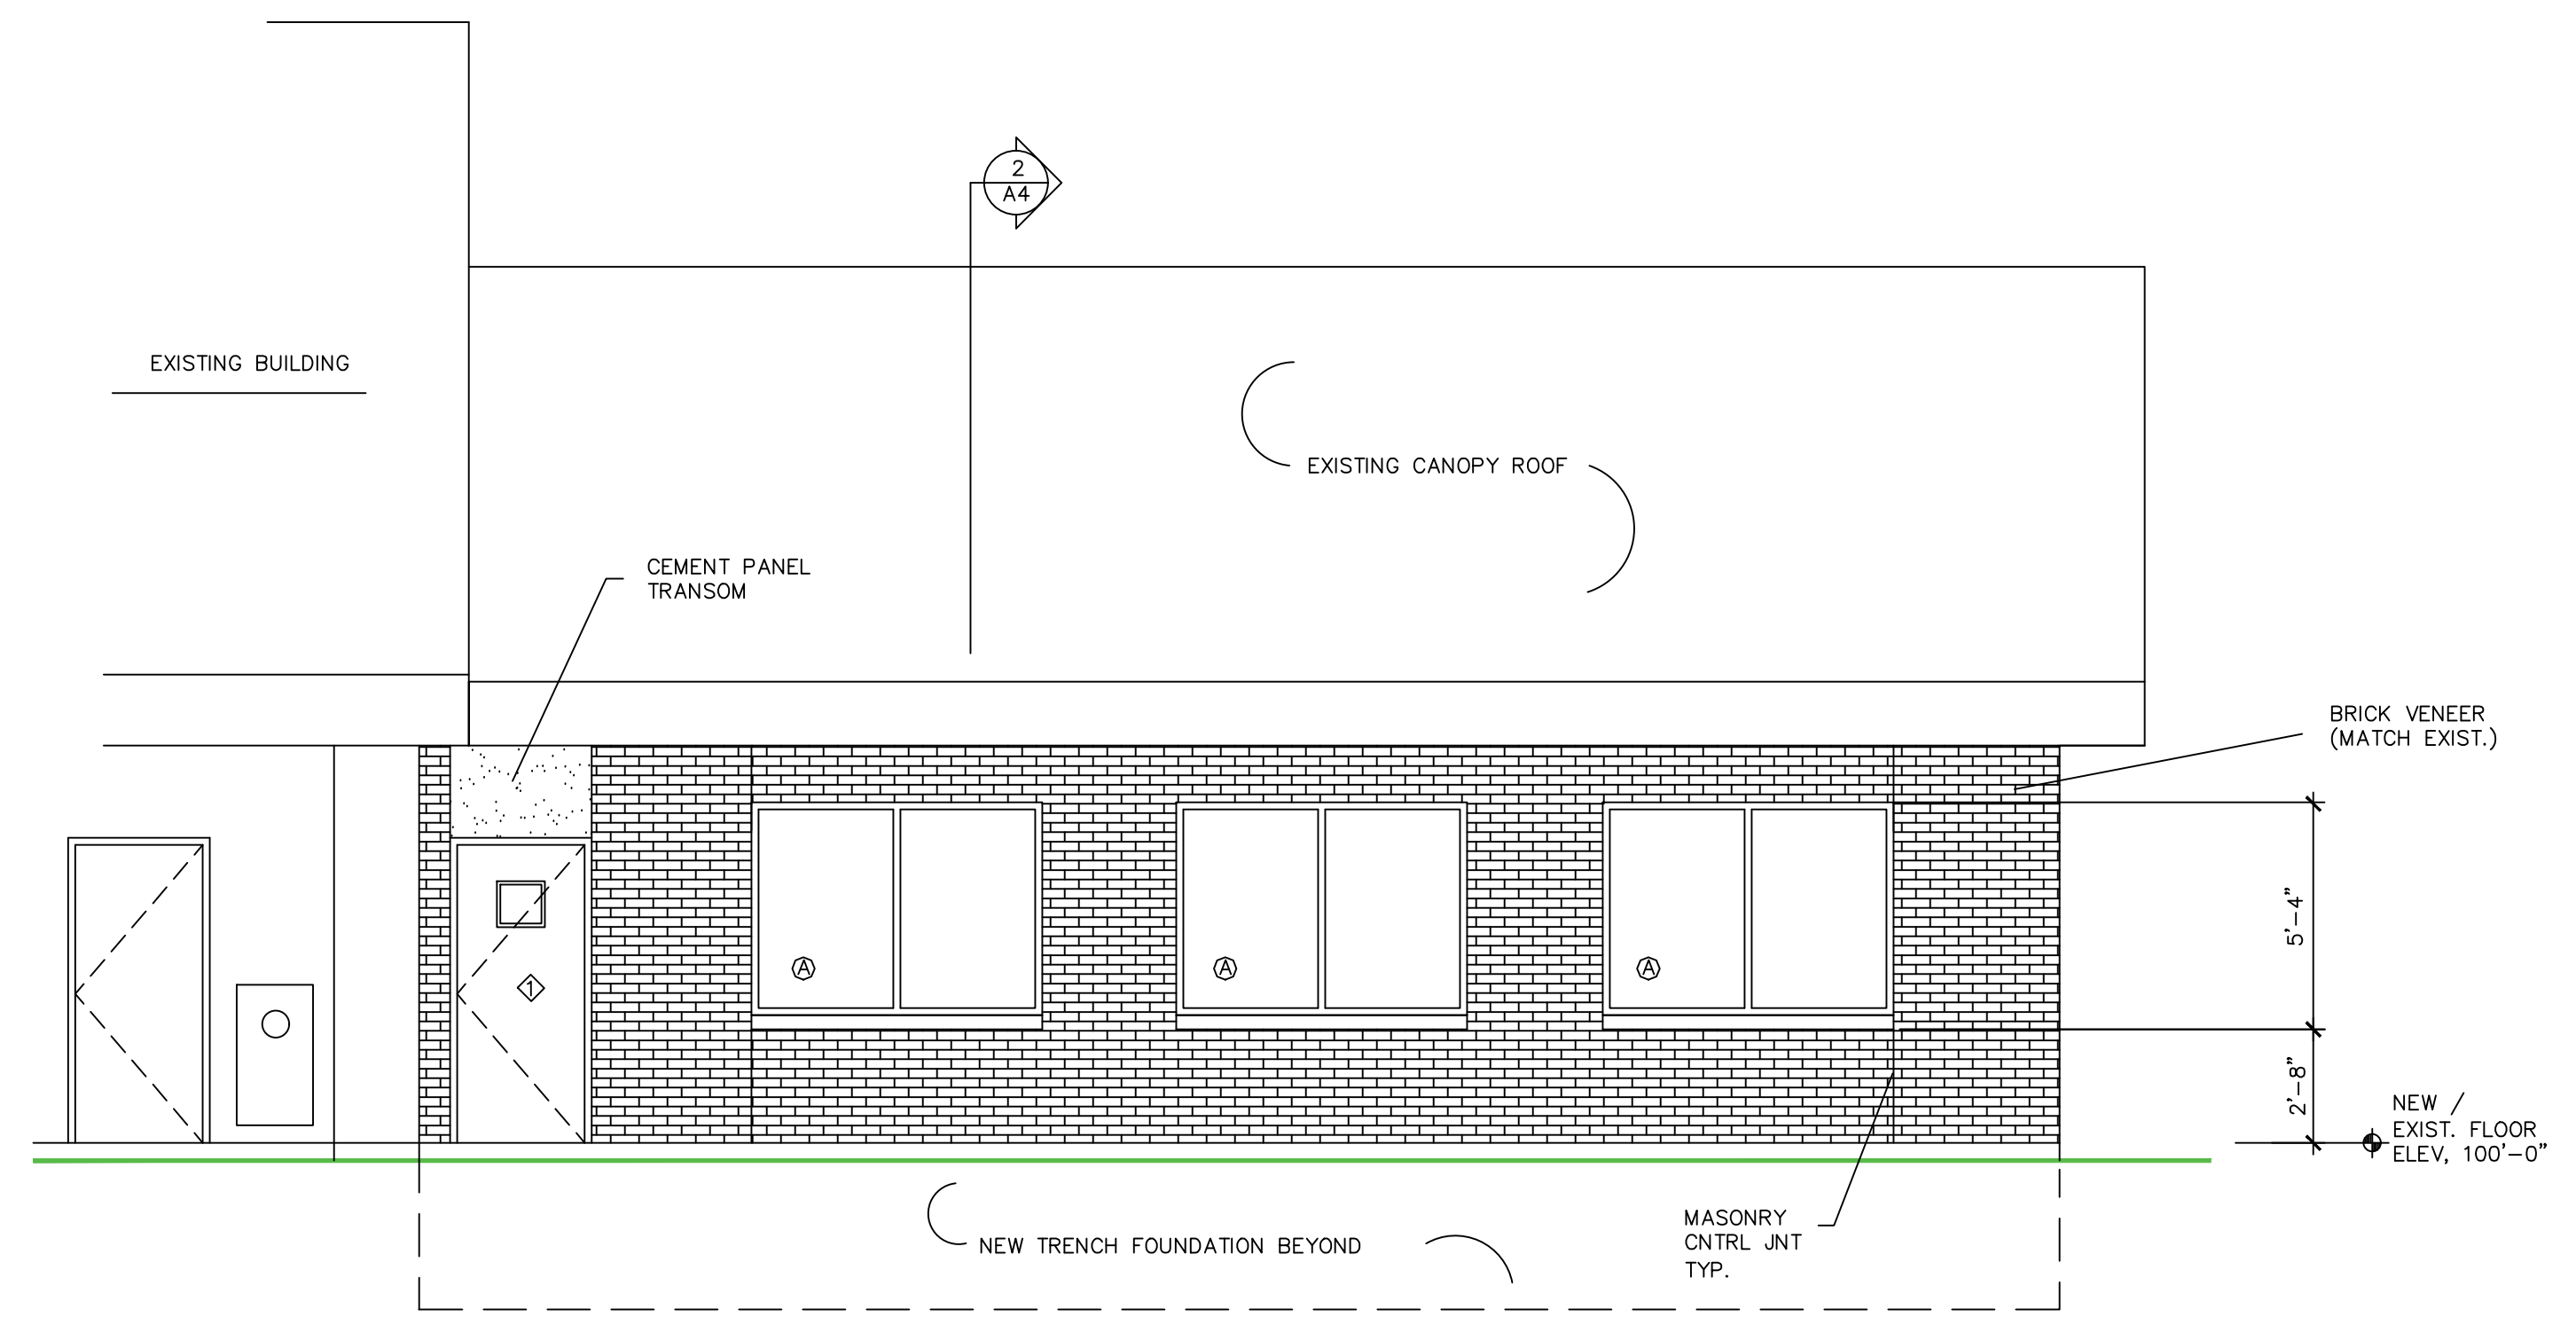 2
A4
EXISTING BUILDING
EXISTING CANOPY ROOF
CEMENT PANEL
TRANSOM
BRICK VENEER
(MATCH EXIST.)
5'-4"
A
A
A
1
2'-8"
NEW /
EXIST. FLOOR
ELEV, 100'-0"
MASONRY
CNTRL JNT
TYP.
NEW TRENCH FOUNDATION BEYOND